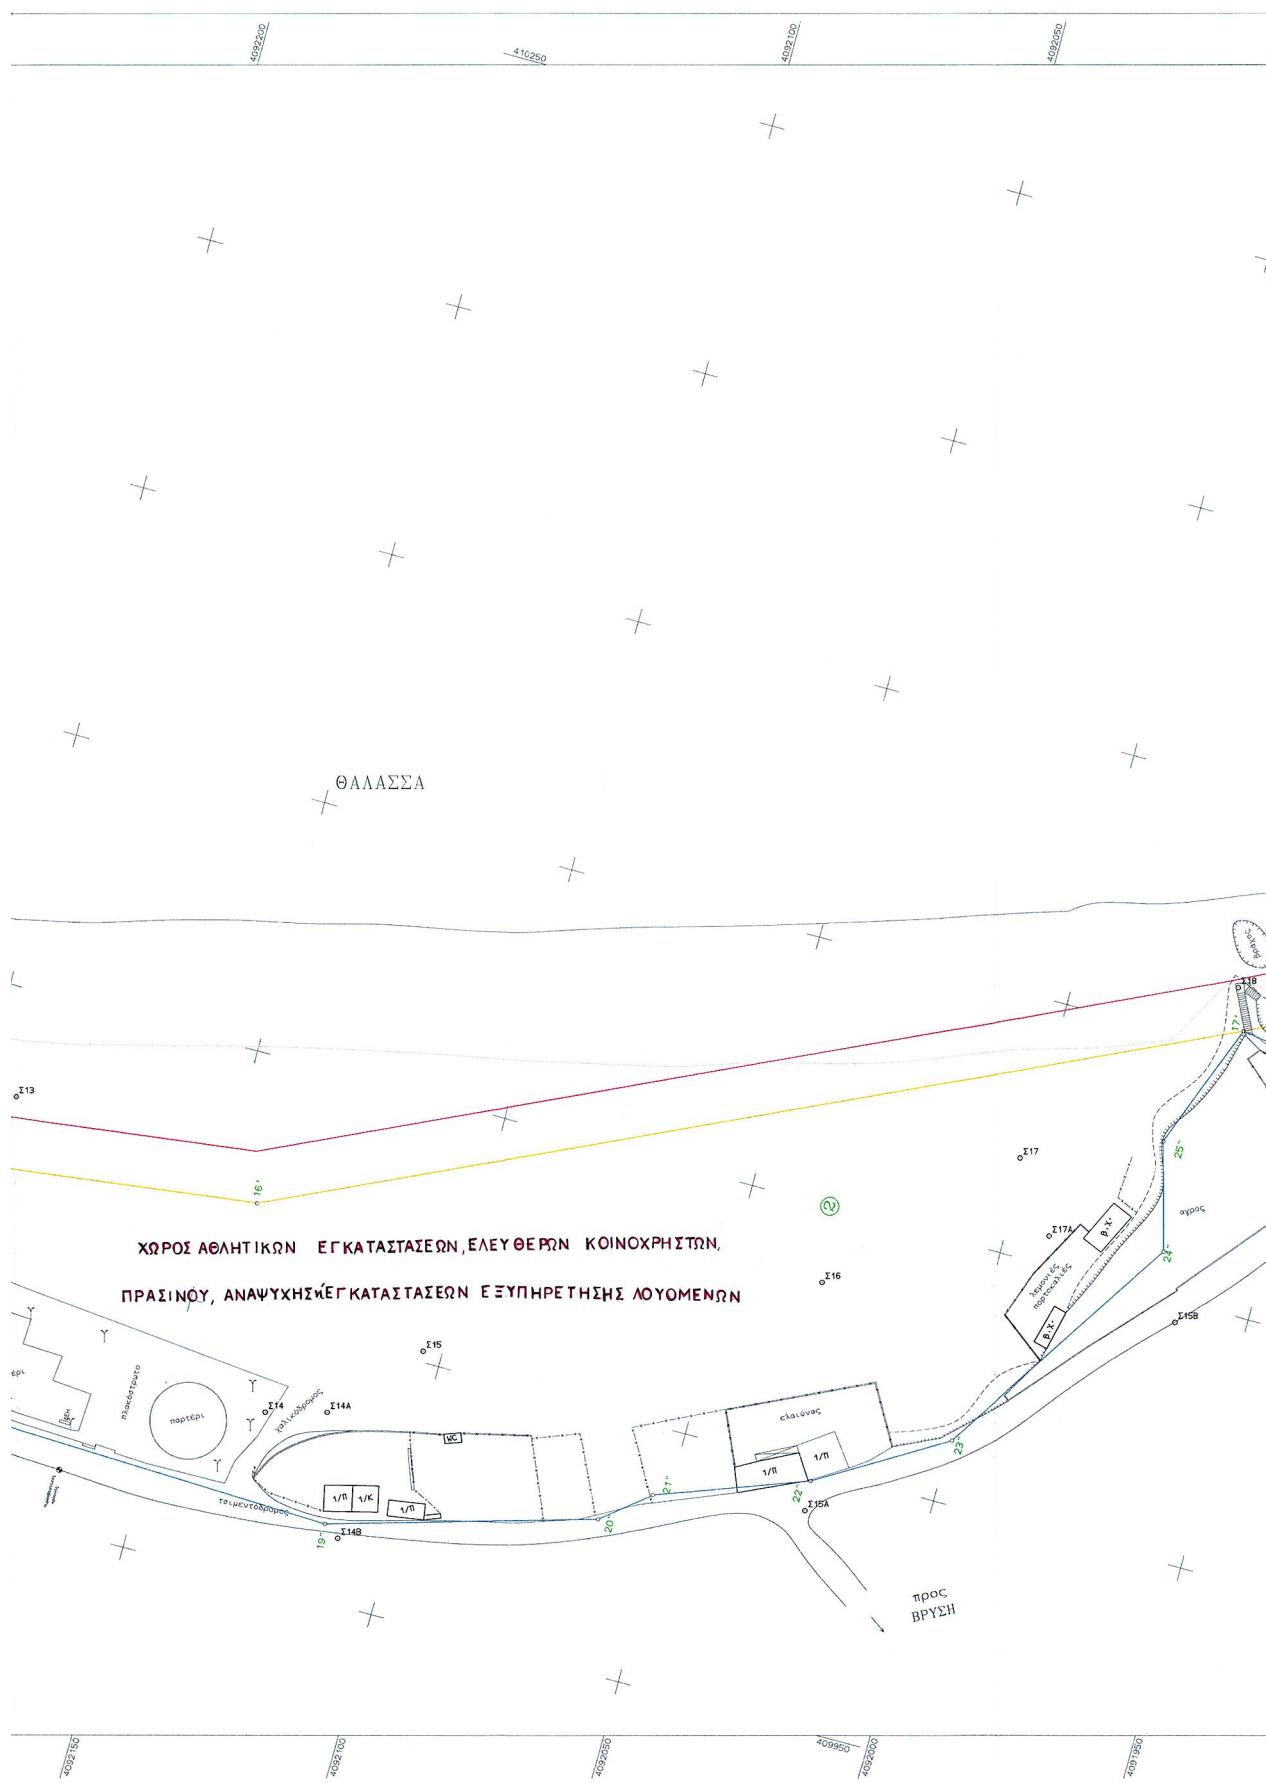 4092200
410250
4092100
4092050
ΘΑΛΑΣΣΑ
βράχος
Σ18
17'
Σ13
16'
25''
Σ17
②
αγρος
Σ17Α
β.χ.
24''
ΧΩΡΟΣ ΑΘΛΗΤΙΚΩΝ ΕΓΚΑΤΑΣΤΑΣΕΩΝ, ΕΛΕΥΘΕΡΩΝ ΚΟΙΝΟΧΡΗΣΤΩΝ,
ΠΡΑΣΙΝΟΥ, ΑΝΑΨΥΧΗΣ κ' ΕΓΚΑΤΑΣΤΑΣΕΩΝ ΕΞΥΠΗΡΕΤΗΣΗΣ ΛΟΥΟΜΕΝΩΝ
Σ16
λεμονιές
πορτοκαλιές
β.χ.
Σ15Β
Σ15
έρι
πλακόστρωτο
παρτέρι
Σ14
χαλικόδρομος
Σ14Α
ελαιώνας
WC
23''
1/Π
1/Π
1/Π
1/Κ
1/Π
21''
22''
Σ15Α
τσιμεντόδρομος
19'
Σ14Β
20'
προς
ΒΡΥΣΗ
4092150
4092100
4092050
409950
4092000
4091950